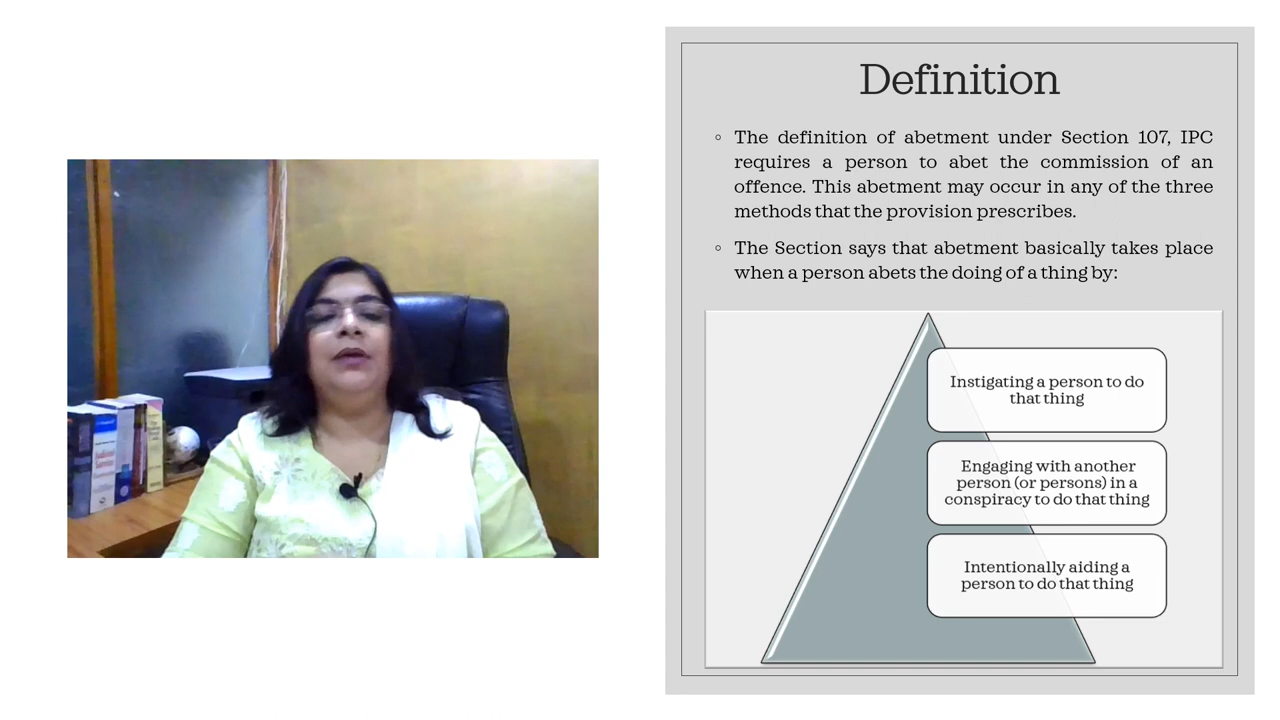 Definition
◦ The definition of abetment under Section 107, IPC
requires a person to abet the commission of an
offence. This abetment may occur in any of the three
methods that the provision prescribes.
◦ The Section says that abetment basically takes place
when a person abets the doing of a thing by:
Instigating a person to do
that thing
Engaging with another
person (or persons) in a
conspiracy to do that thing
Intentionally aiding a
person to do that thing